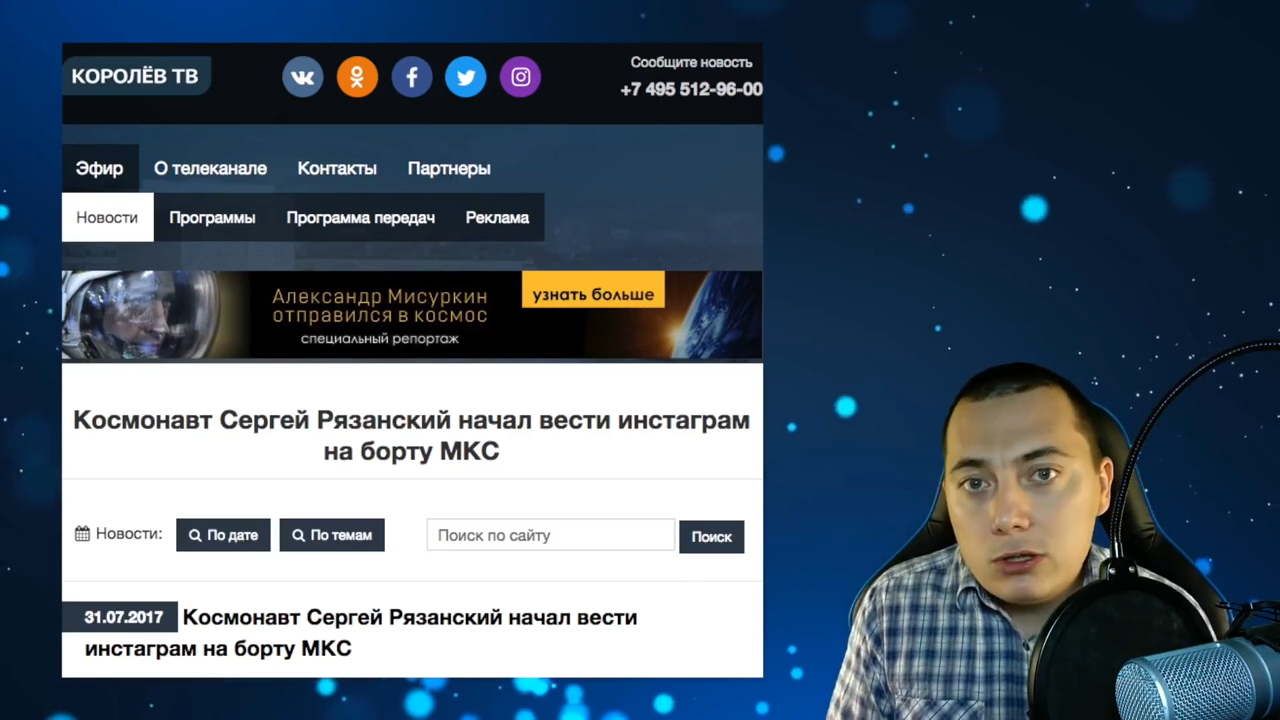 КОРОЛЁВ ТВ
Сообщите новость
+7 495 512-96-00
Эфир О телеканале Контакты Партнеры
Новости Программы Программа передач Реклама
Александр Мисуркин
отправился в космос
специальный репортаж
узнать больше
Космонавт Сергей Рязанский начал вести инстаграм
на борту МКС
Новости: По дате По темам Поиск по сайту Поиск
31.07.2017 Космонавт Сергей Рязанский начал вести
инстаграм на борту МКС